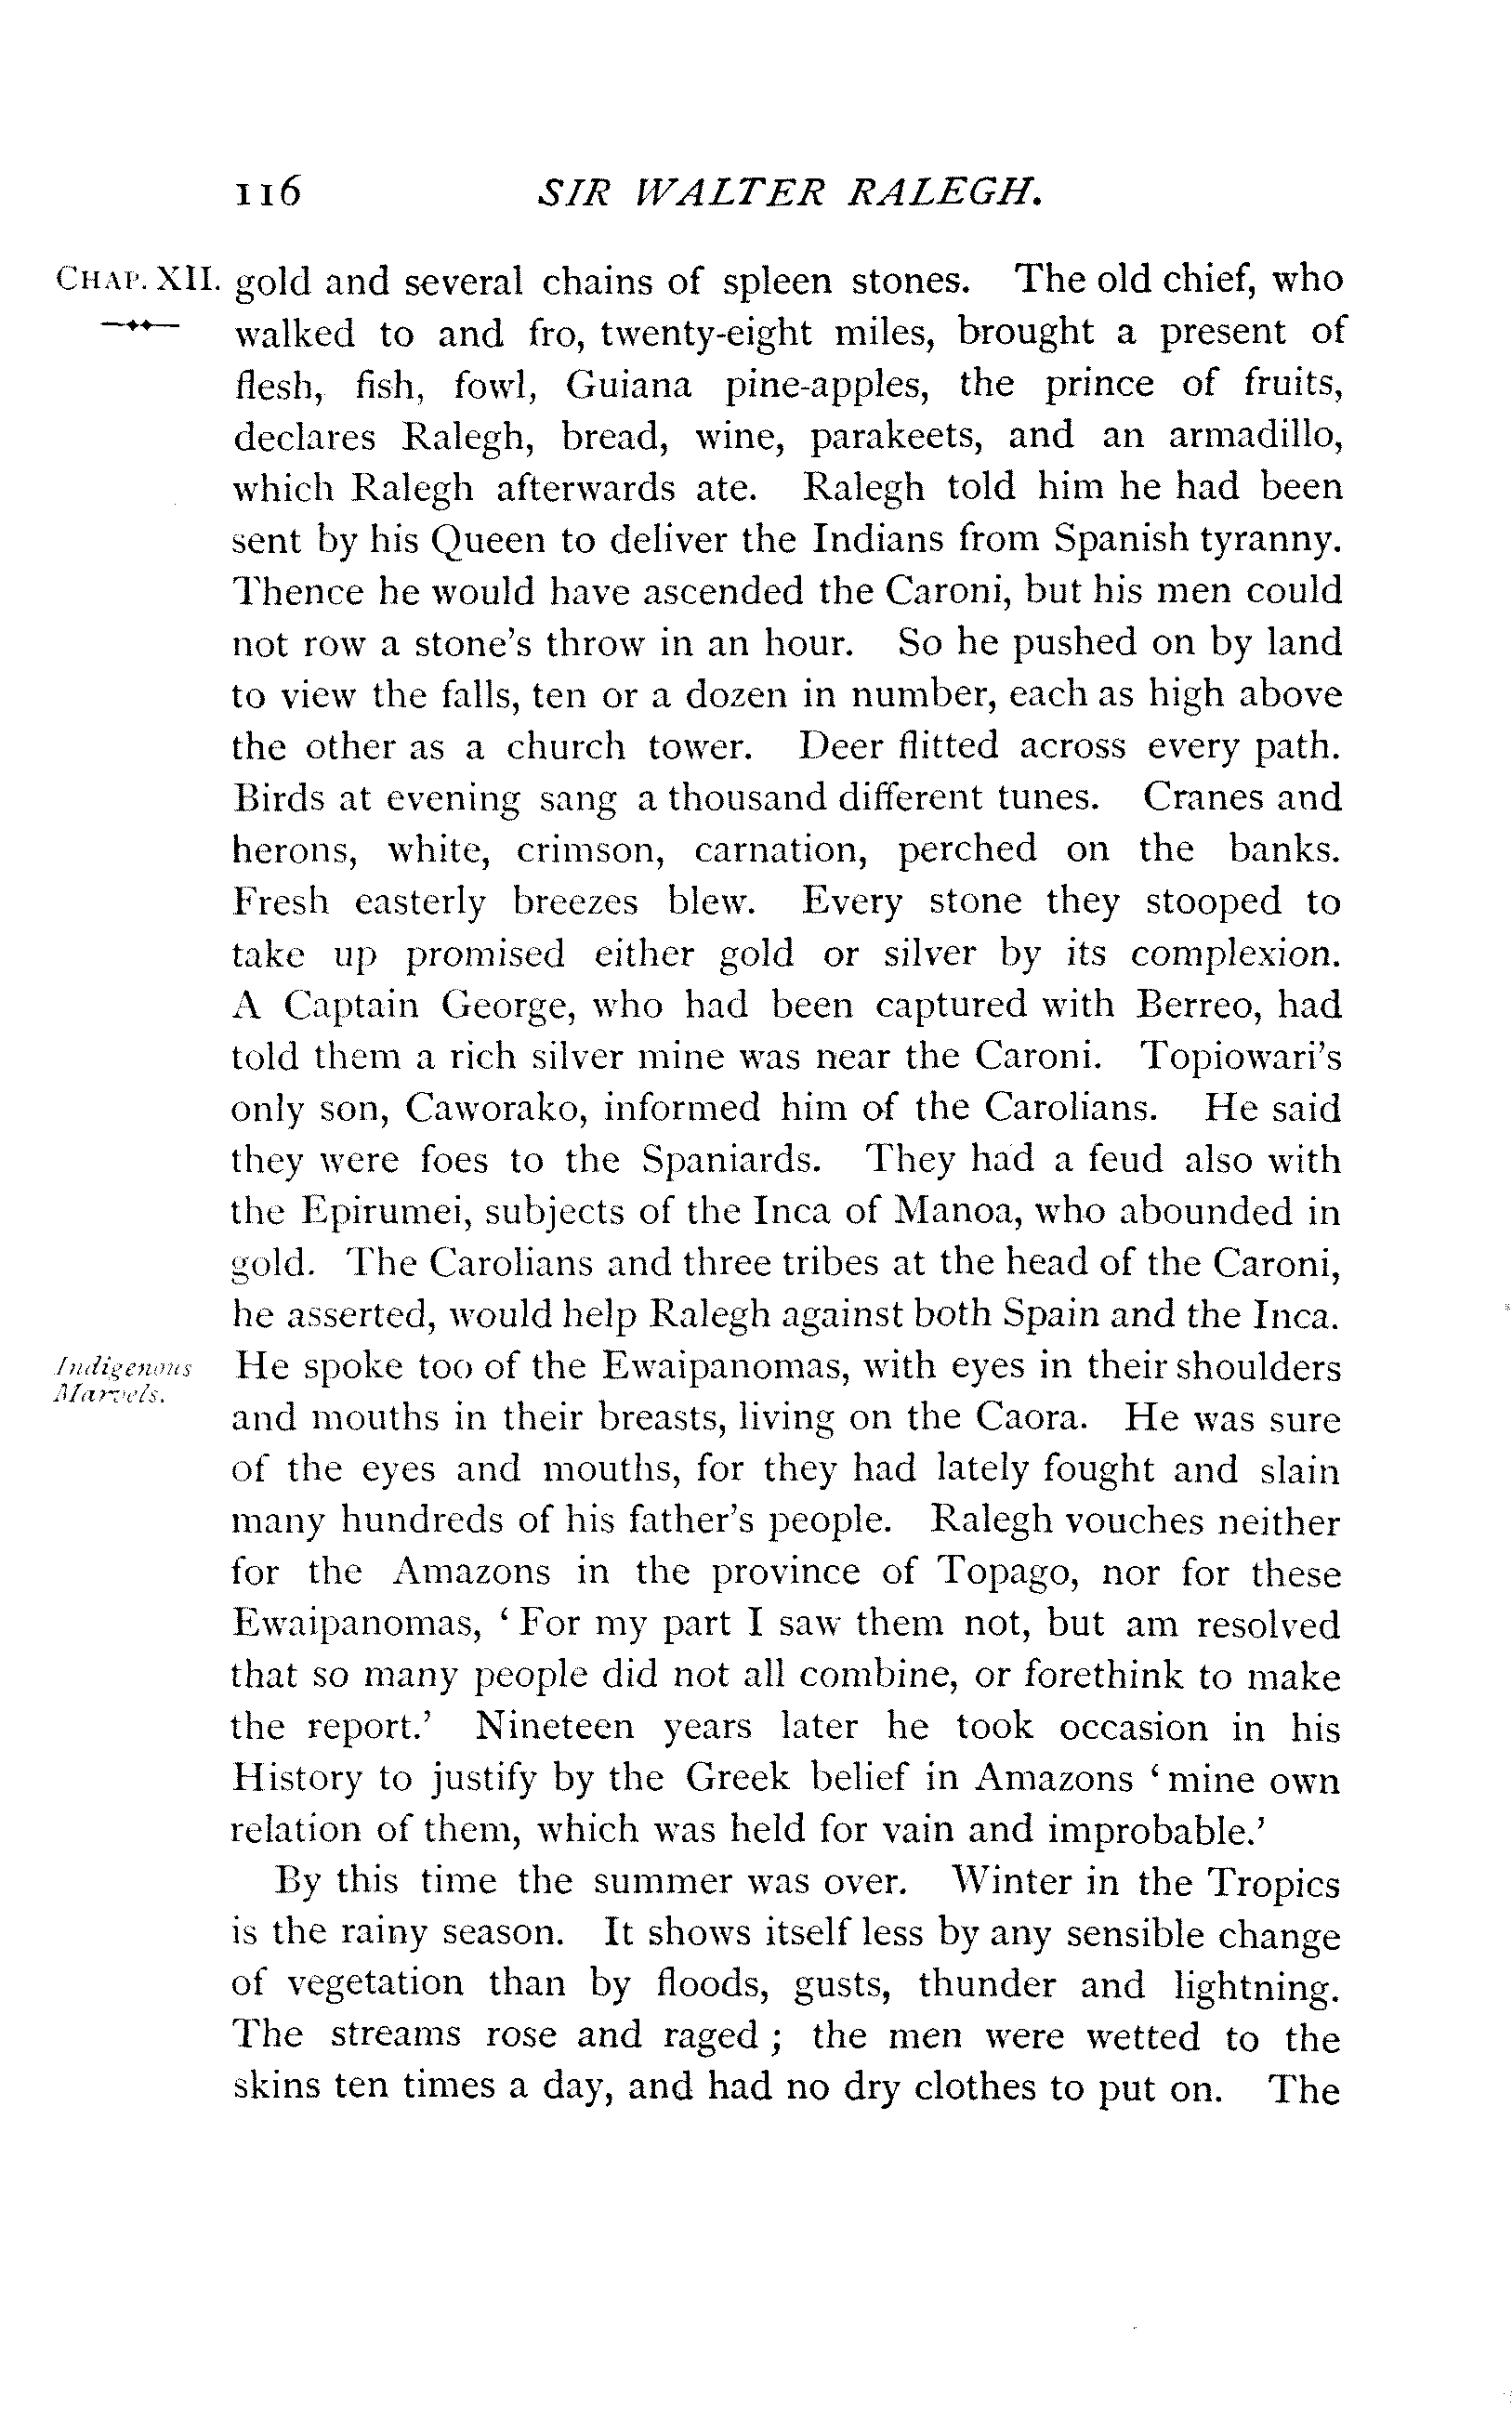 116 SIR WALTER RALEGH.
CHAP. XII. gold and several chains of spleen stones. The old chief, who
walked to and fro, twenty-eight miles, brought a present of
flesh, fish, fowl, Guiana pine-apples, the prince of fruits,
declares Ralegh, bread, wine, parakeets, and an armadillo,
which Ralegh afterwards ate. Ralegh told him he had been
sent by his Queen to deliver the Indians from Spanish tyranny.
Thence he would have ascended the Caroni, but his men could
not row a stone's throw in an hour. So he pushed on by land
to view the falls, ten or a dozen in number, each as high above
the other as a church tower. Deer flitted across every path.
Birds at evening sang a thousand different tunes. Cranes and
herons, white, crimson, carnation, perched on the banks.
Fresh easterly breezes blew. Every stone they stooped to
take up promised either gold or silver by its complexion.
A Captain George, who had been captured with Berreo, had
told them a rich silver mine was near the Caroni. Topiowari's
only son, Caworako, informed him of the Carolians. He said
they were foes to the Spaniards. They had a feud also with
the Epirumei, subjects of the Inca of Manoa, who abounded in
gold. The Carolians and three tribes at the head of the Caroni,
he asserted, would help Ralegh against both Spain and the Inca.
Indigenous
Marvels.
He spoke too of the Ewaipanomas, with eyes in their shoulders
and mouths in their breasts, living on the Caora. He was sure
of the eyes and mouths, for they had lately fought and slain
many hundreds of his father's people. Ralegh vouches neither
for the Amazons in the province of Topago, nor for these
Ewaipanomas, ‘For my part I saw them not, but am resolved
that so many people did not all combine, or forethink to make
the report.’ Nineteen years later he took occasion in his
History to justify by the Greek belief in Amazons ‘mine own
relation of them, which was held for vain and improbable.’
By this time the summer was over. Winter in the Tropics
is the rainy season. It shows itself less by any sensible change
of vegetation than by floods, gusts, thunder and lightning.
The streams rose and raged; the men were wetted to the
skins ten times a day, and had no dry clothes to put on. The